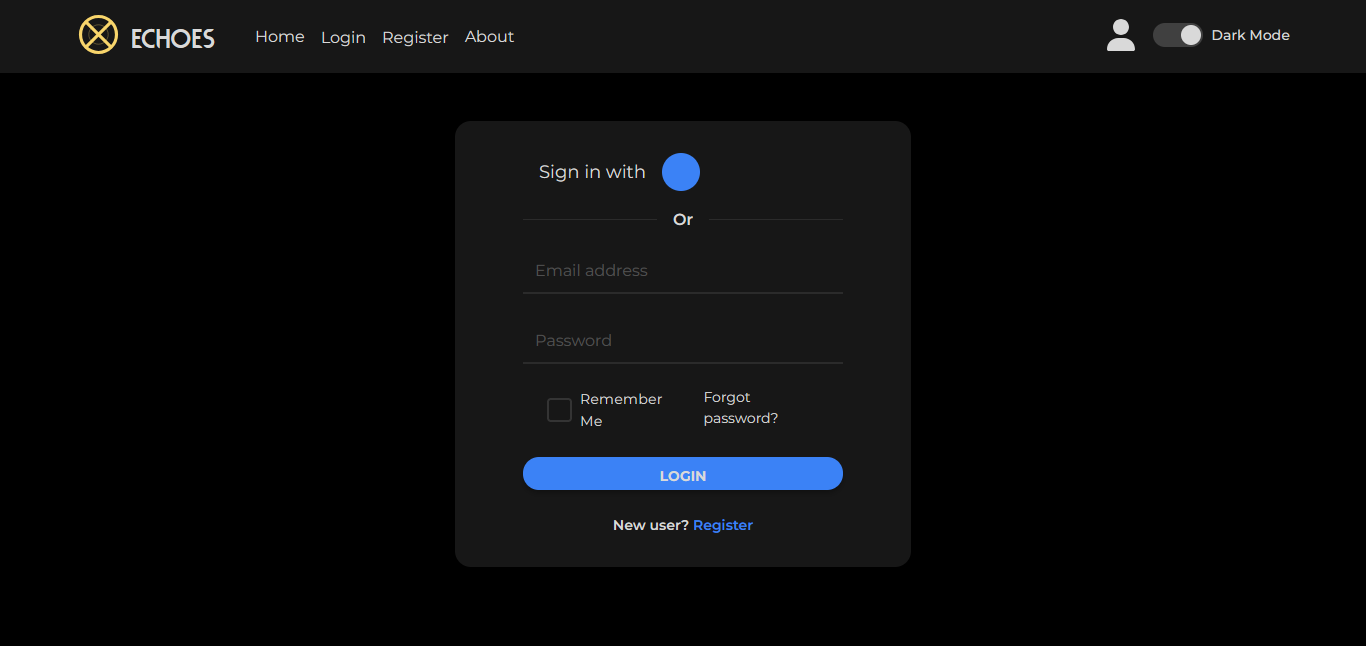 ECHOES Home Login Register About Dark Mode
Sign in with
Or
Email address
Password
Remember
Me
Forgot
password?
LOGIN
New user? Register